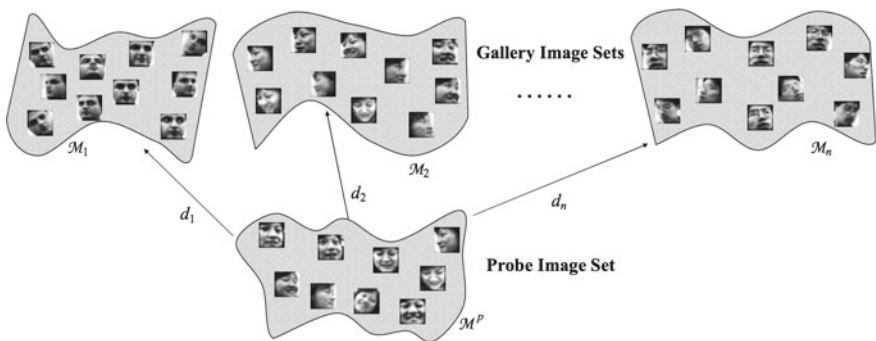 Gallery Image Sets
......
ℳ₁
ℳ₂
ℳₙ
d₁
d₂
dₙ
Probe Image Set
ℳᵖ